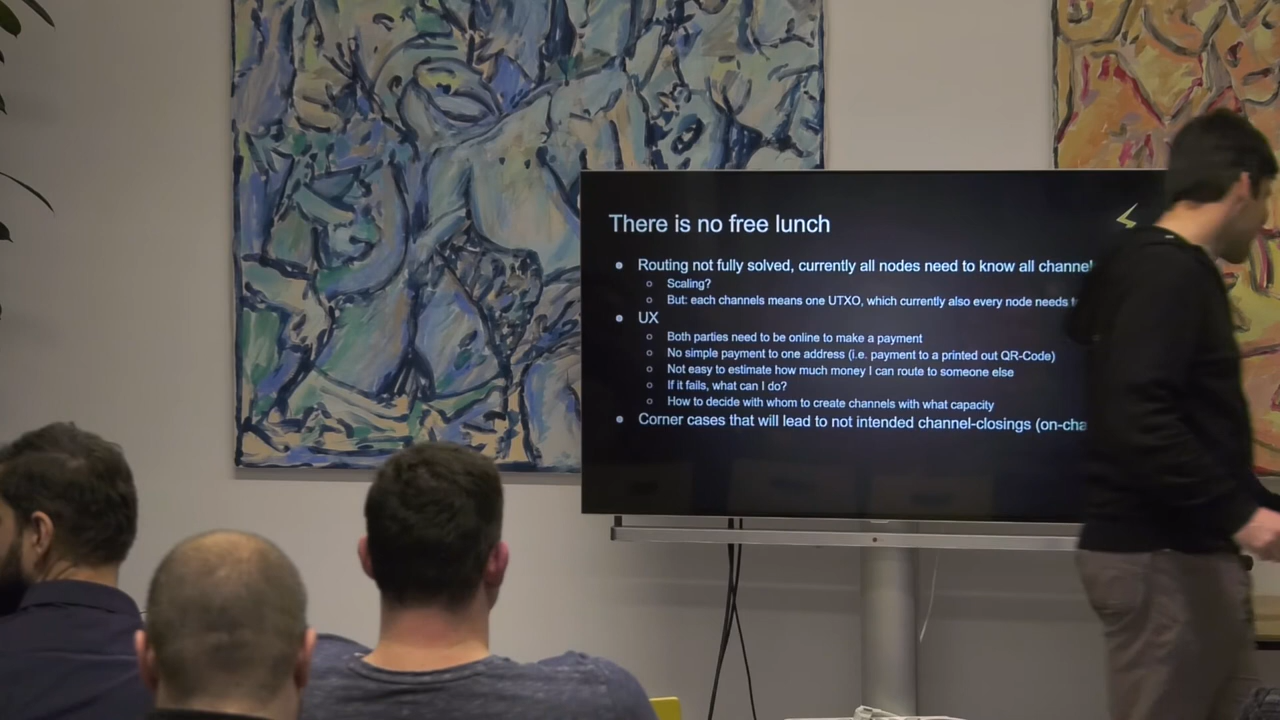 There is no free lunch
Routing not fully solved, currently all nodes need to know all
Scaling?
But: each channels means one UTXO, which currently also every node needs
UX
Both parties need to be online to make a payment
No simple payment to one address (i.e. payment to a printed out QR-Code)
Not easy to estimate how much money I can route to someone else
If it fails, what can I do?
How to decide with whom to create channels with what capacity
Corner cases that will lead to not intended channel-closings